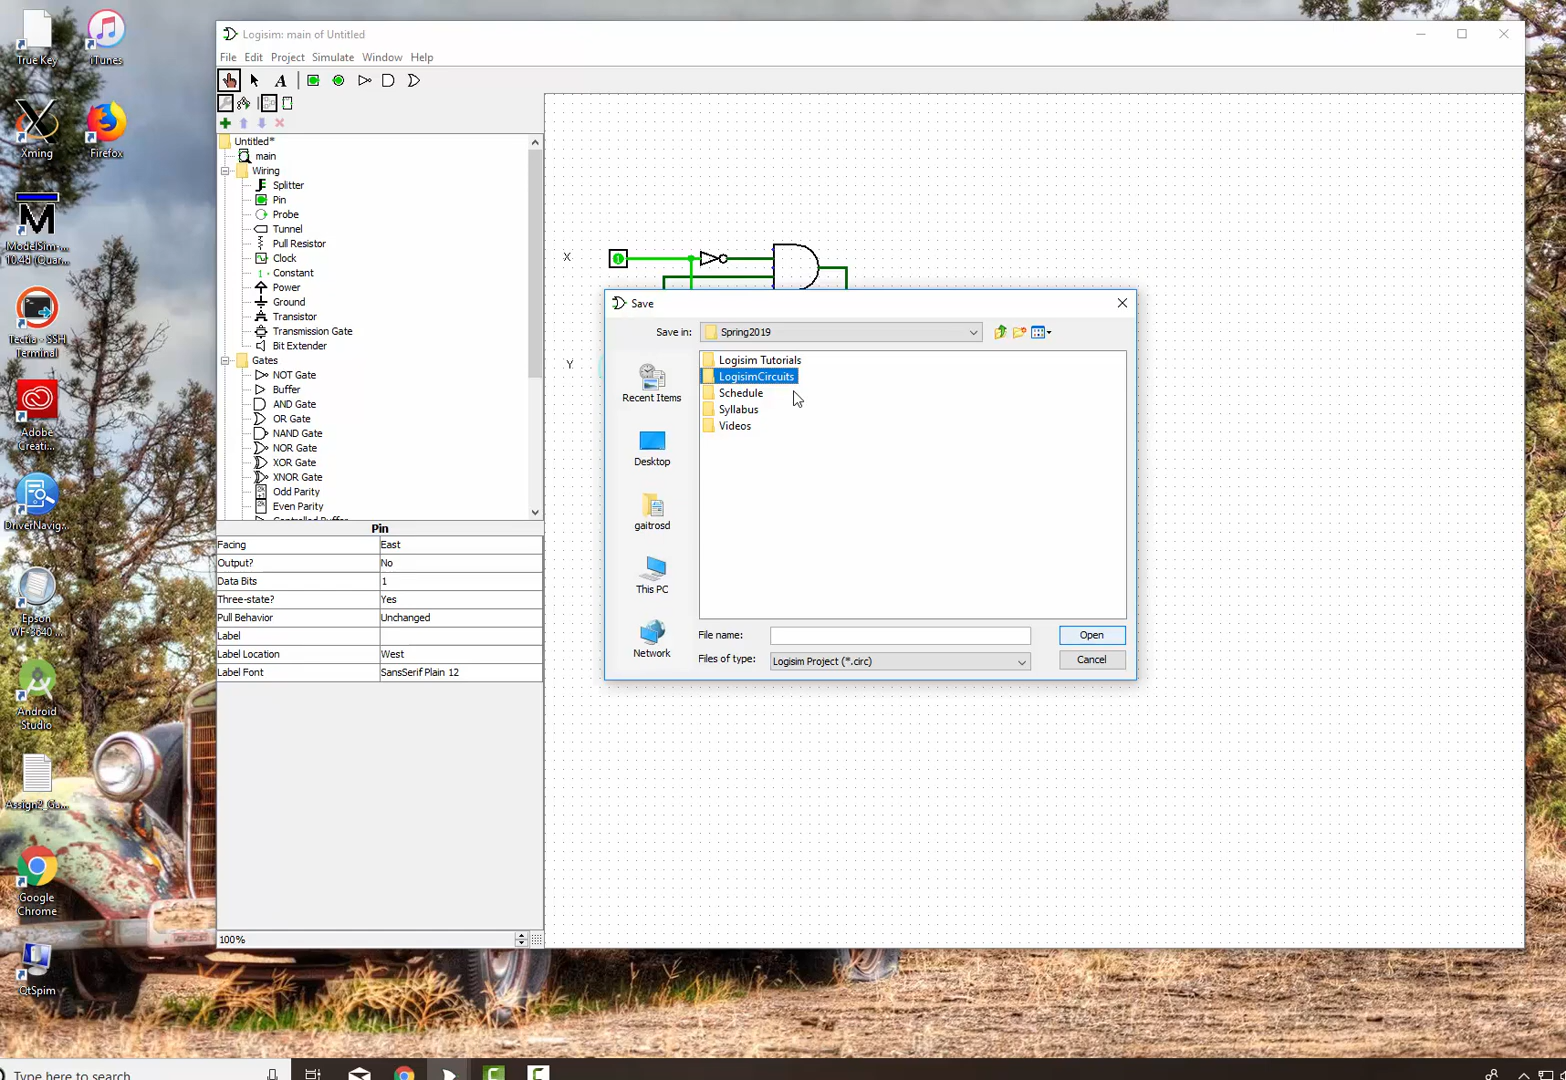 True Key
iTunes
Xming
Firefox
ModelSim-...
10.4d (Quar...
Tectia - SSH
Terminal
Adobe
Creati...
DriverNavig...
Epson
WF-3640 ...
Android
Studio
Assign2_Ga...
Google
Chrome
QtSpim
Logisim: main of Untitled
File Edit Project Simulate Window Help
A
Untitled*
main
Wiring
Splitter
Pin
Probe
Tunnel
Pull Resistor
Clock
1 Constant
Power
Ground
Transistor
Transmission Gate
Bit Extender
Gates
NOT Gate
Buffer
AND Gate
OR Gate
NAND Gate
NOR Gate
XOR Gate
XNOR Gate
Odd Parity
Even Parity
Controlled Buffer
Pin
Facing East
Output? No
Data Bits 1
Three-state? Yes
Pull Behavior Unchanged
Label
Label Location West
Label Font SansSerif Plain 12
100%
X
1
Y
Save
Save in: Spring2019
Recent Items
Desktop
gaitrosd
This PC
Network
Logisim Tutorials
LogisimCircuits
Schedule
Syllabus
Videos
File name: Open
Files of type: Logisim Project (*.circ) Cancel
Type here to search